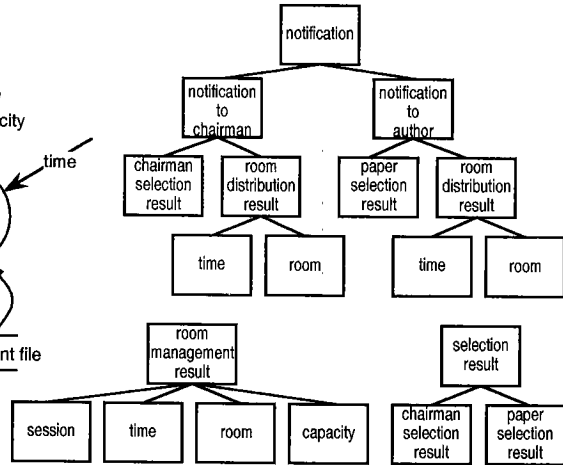 notification
notification
to
chairman
notification
to
author
city
time
chairman
selection
result
room
distribution
result
paper
selection
result
room
distribution
result
time
room
time
room
room
management
result
selection
result
nt file
session
time
room
capacity
chairman
selection
result
paper
selection
result